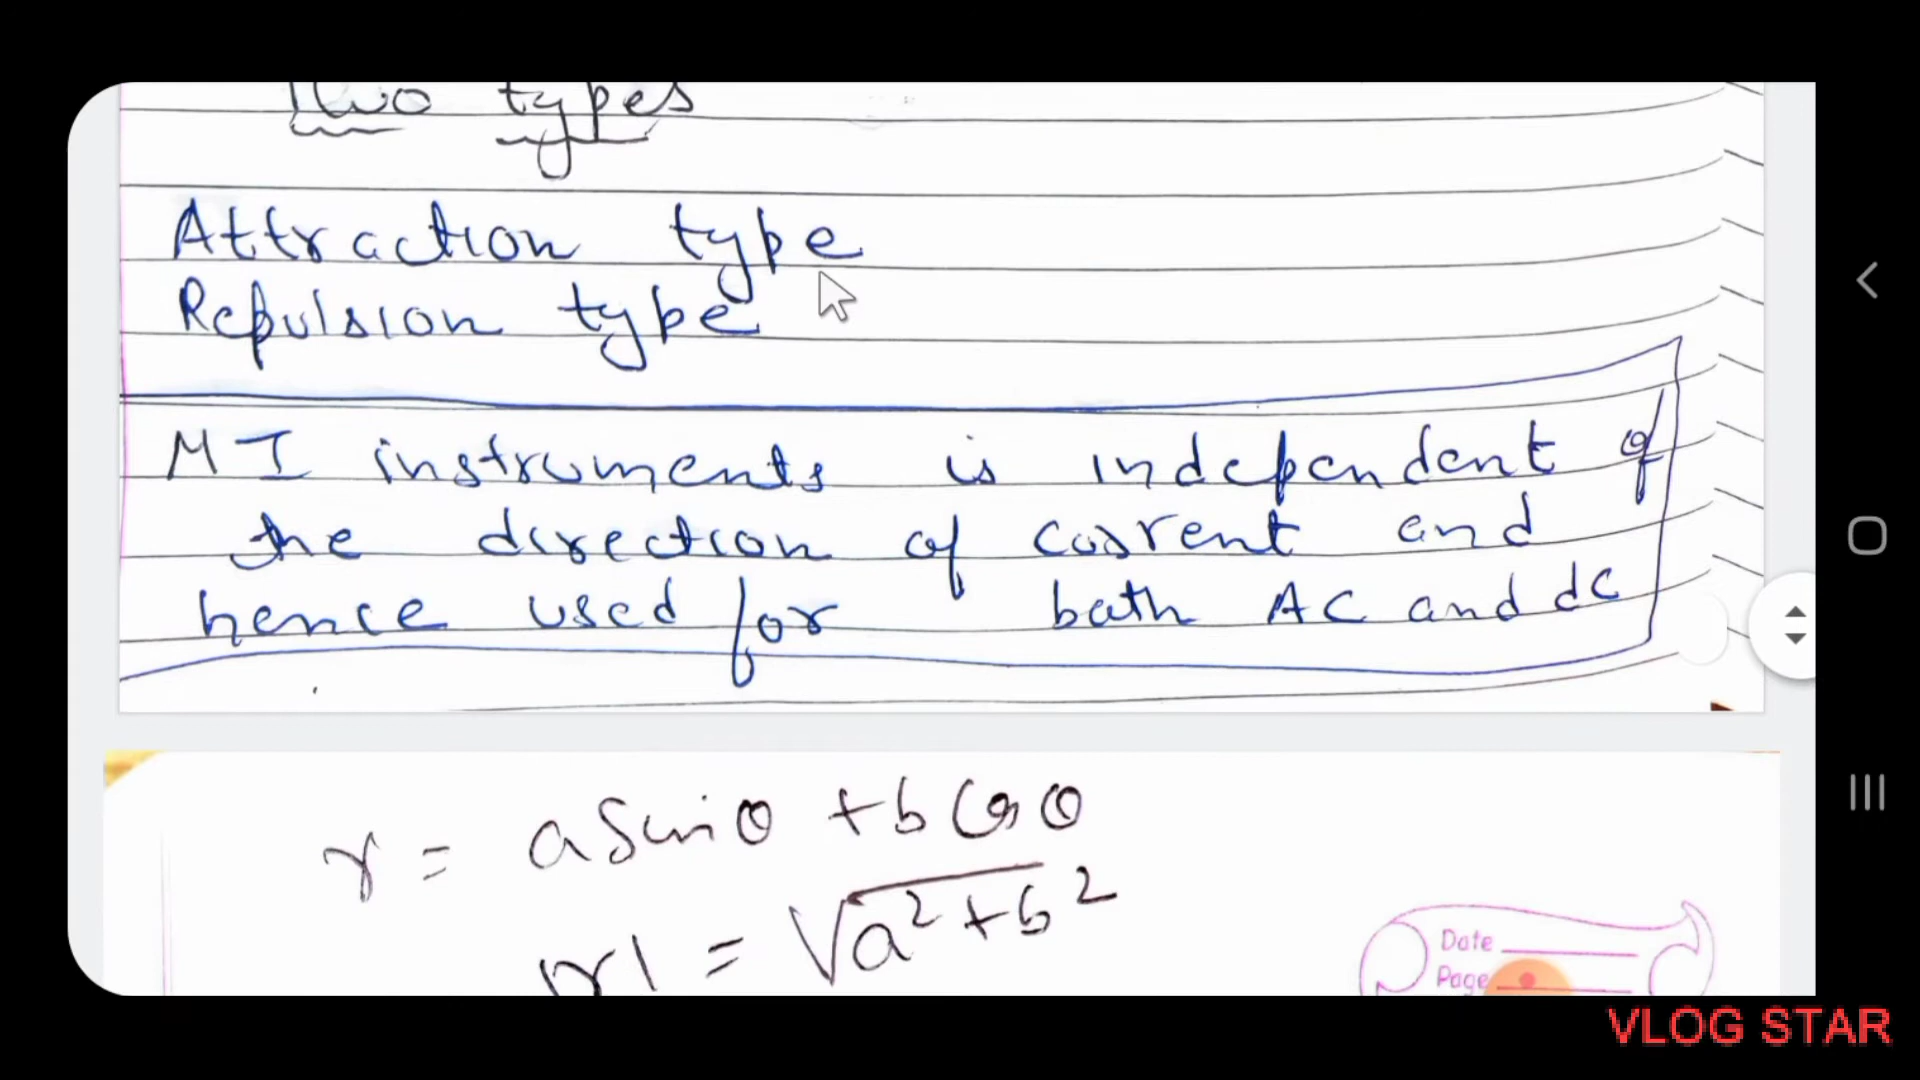 Two types
Attraction type
Repulsion type
MI instruments is independent of
the direction of current and
hence used for both AC and dc
r = a sin θ + b cos θ
|r| = √a²+b²
Date
Page
VLOG STAR